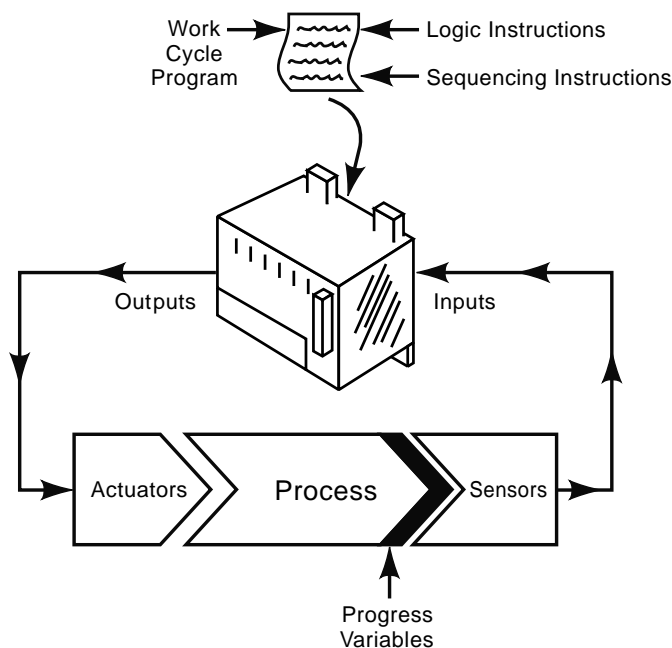 Work
Cycle
Program
Logic Instructions
Sequencing Instructions
Outputs
Inputs
Actuators
Process
Sensors
Progress
Variables